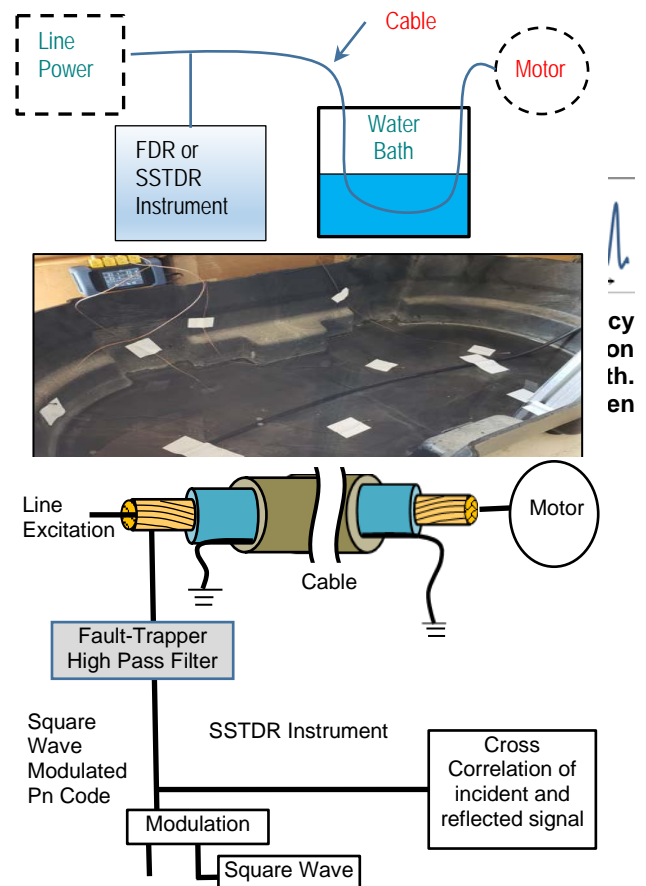 Line
Power
Cable
Motor
FDR or
SSTDR
Instrument
Water
Bath
cy
on
th.
en
Line
Excitation
Motor
Cable
Fault-Trapper
High Pass Filter
Square
Wave
Modulated
Pn Code
SSTDR Instrument
Cross
Correlation of
incident and
reflected signal
Modulation
Square Wave